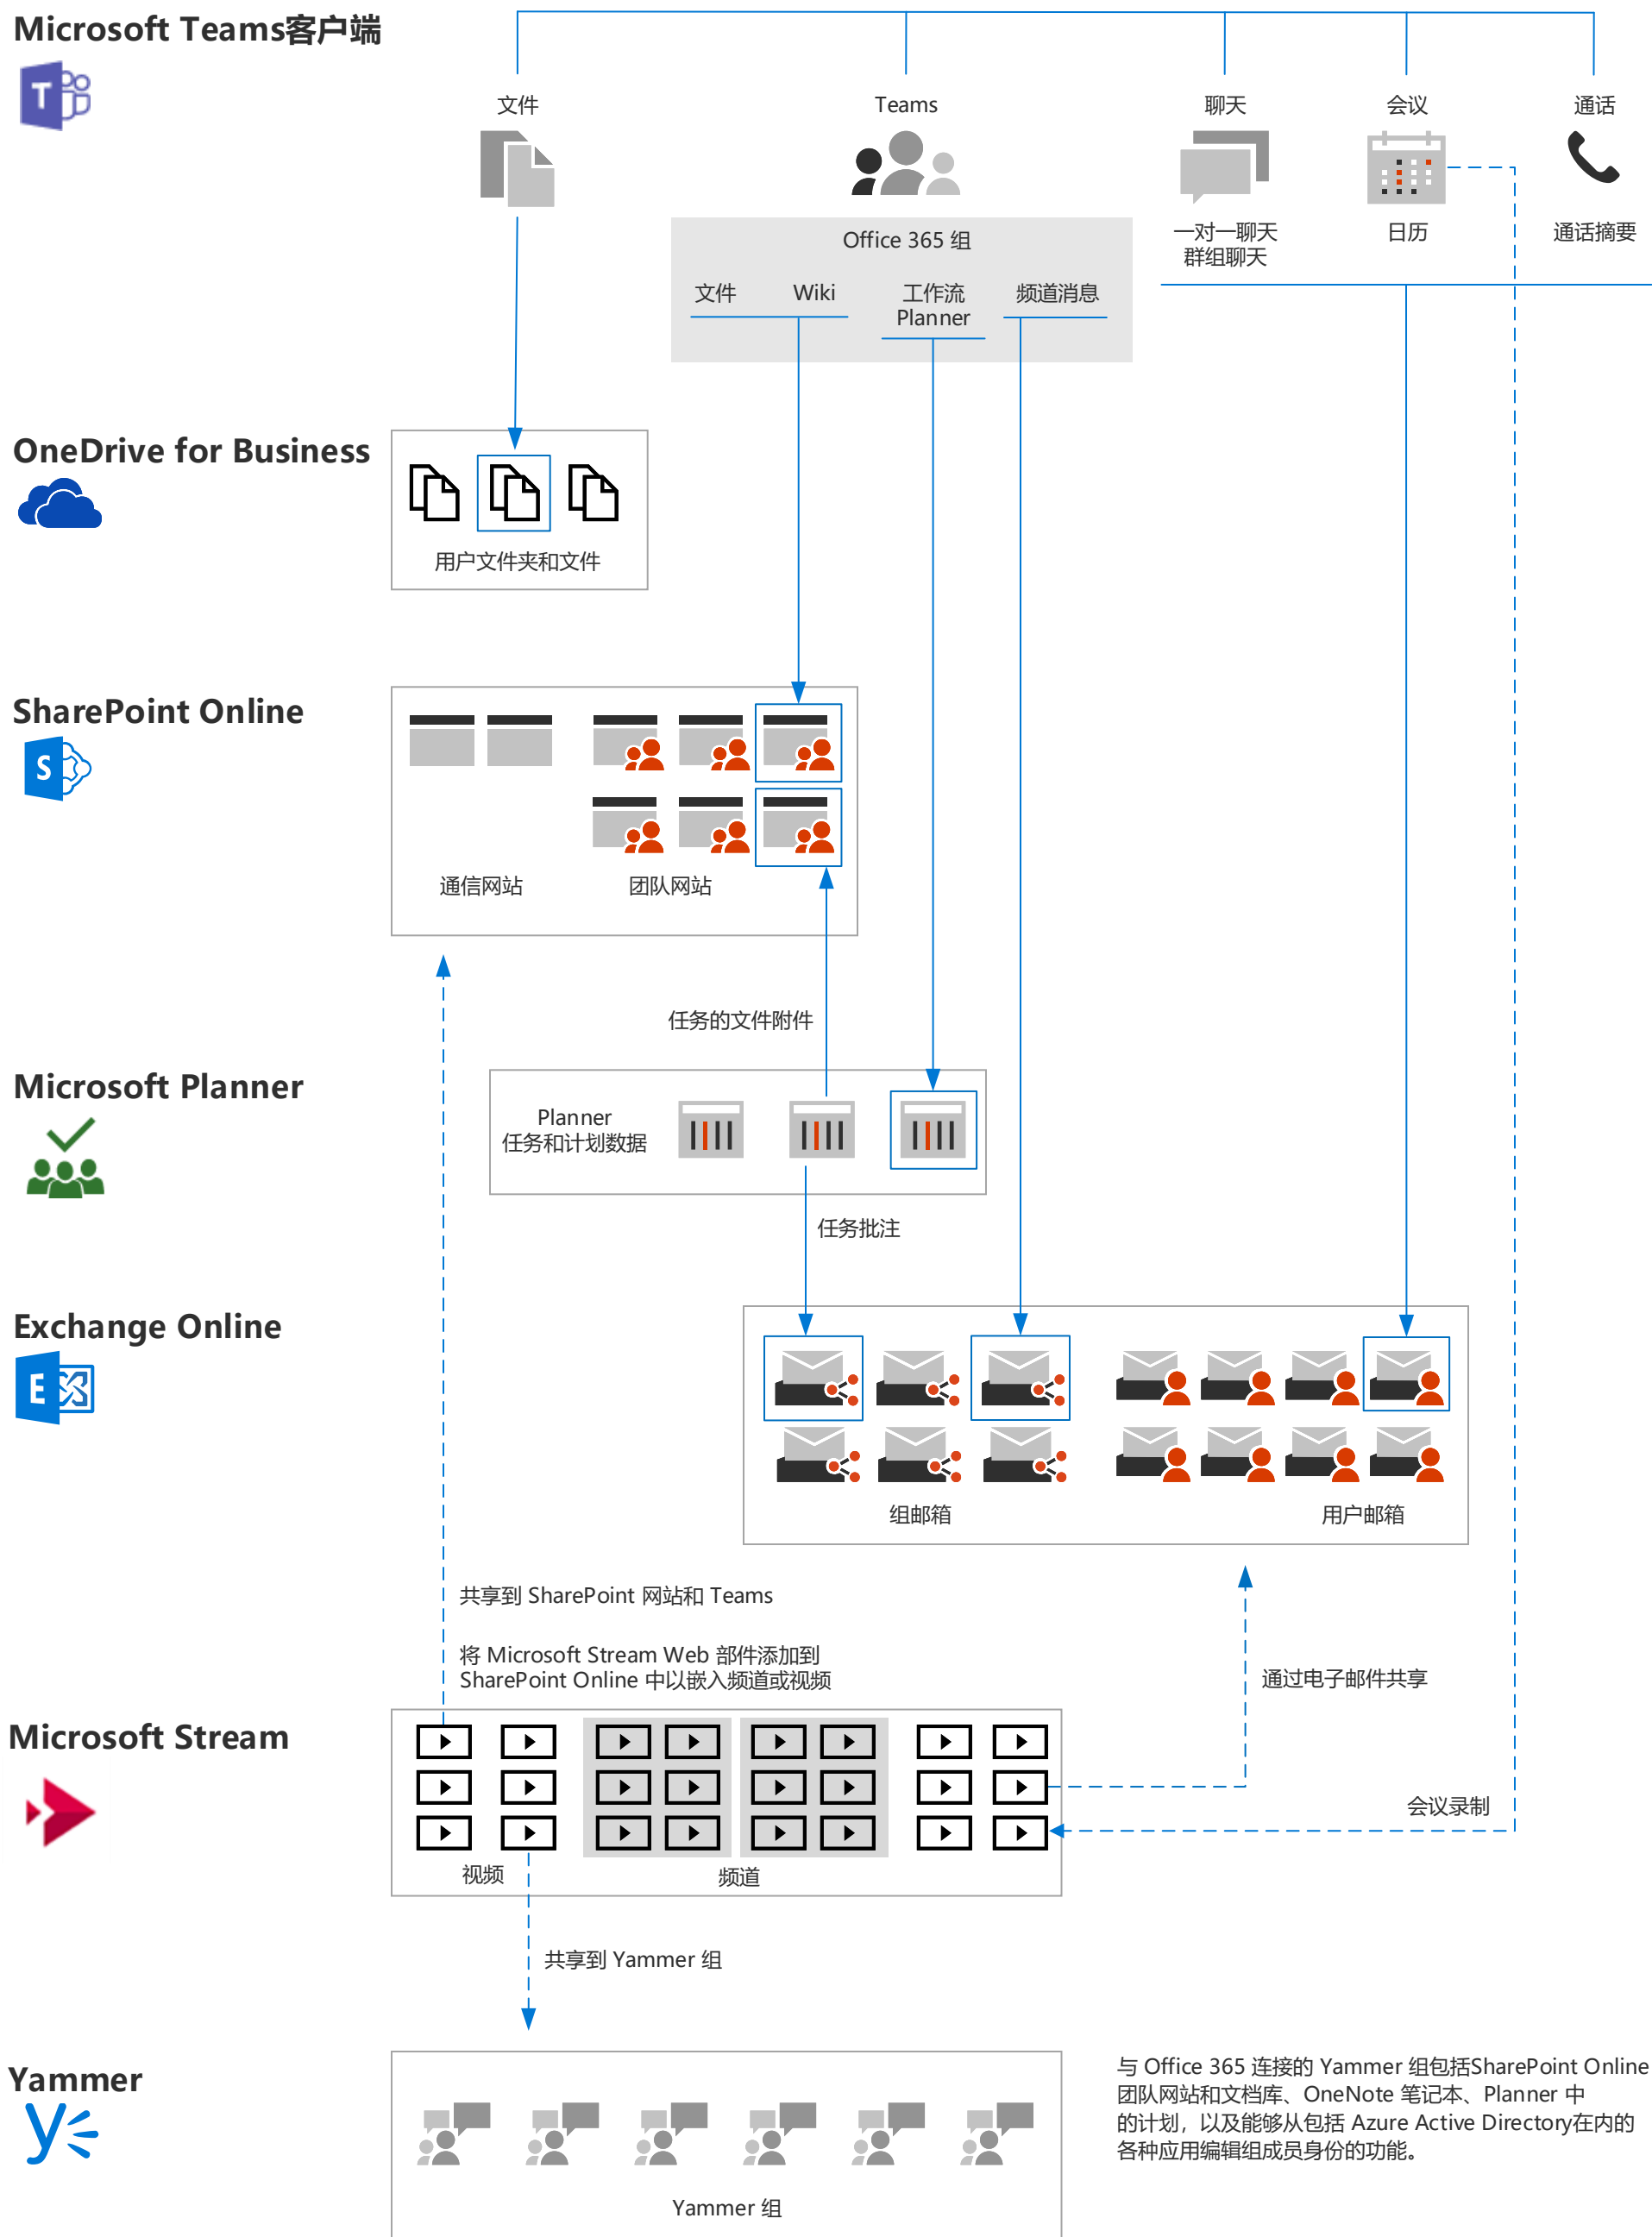 Microsoft Teams客户端
文件
Teams
聊天
会议
通话
一对一聊天
群组聊天
日历
通话摘要
Office 365 组
文件
Wiki
工作流
Planner
频道消息
OneDrive for Business
用户文件夹和文件
SharePoint Online
通信网站
团队网站
任务的文件附件
Microsoft Planner
Planner
任务和计划数据
任务批注
Exchange Online
组邮箱
用户邮箱
共享到 SharePoint 网站和 Teams
将 Microsoft Stream Web 部件添加到
SharePoint Online 中以嵌入频道或视频
通过电子邮件共享
Microsoft Stream
会议录制
视频
频道
共享到 Yammer 组
Yammer
与 Office 365 连接的 Yammer 组包括SharePoint Online
团队网站和文档库、OneNote 笔记本、Planner 中
的计划，以及能够从包括 Azure Active Directory在内的
各种应用编辑组成员身份的功能。
Yammer 组